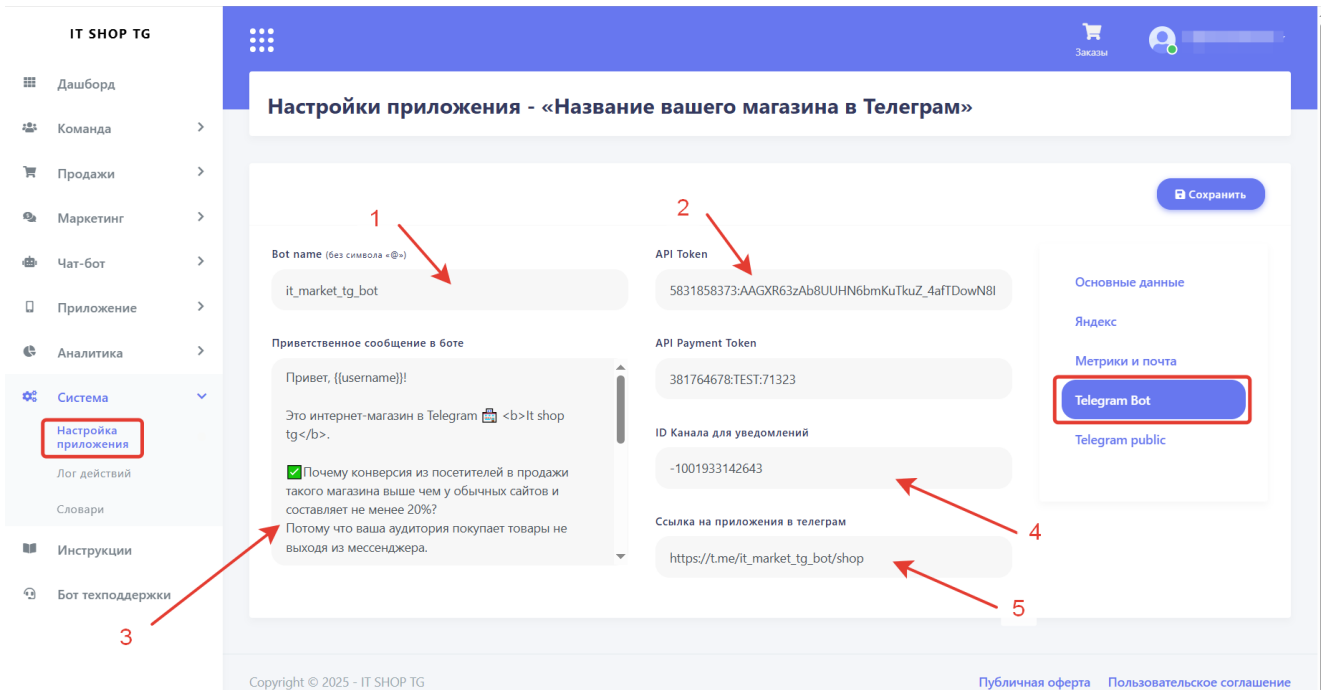 IT SHOP TG
Заказы
Дашборд
Команда
Продажи
Маркетинг
Чат-бот
Приложение
Аналитика
Система
Настройка
приложения
Лог действий
Словари
Инструкции
Бот техподдержки
Настройки приложения - «Название вашего магазина в Телеграм»
Сохранить
1
2
Bot name (без символа «@»)
it_market_tg_bot
API Token
5831858373:AAGXR63zAb8UUHN6bmKuTkuZ_4afTDowN8I
Приветственное сообщение в боте
Привет, {{username}}!
Это интернет-магазин в Telegram 🏪 <b>It shop
tg</b>.
✅Почему конверсия из посетителей в продажи
такого магазина выше чем у обычных сайтов и
составляет не менее 20%?
Потому что ваша аудитория покупает товары не
выходя из мессенджера.
3
API Payment Token
381764678:TEST:71323
ID Канала для уведомлений
-1001933142643
4
Ссылка на приложения в телеграм
https://t.me/it_market_tg_bot/shop
5
Основные данные
Яндекс
Метрики и почта
Telegram Bot
Telegram public
Copyright © 2025 - IT SHOP TG
Публичная оферта
Пользовательское соглашение